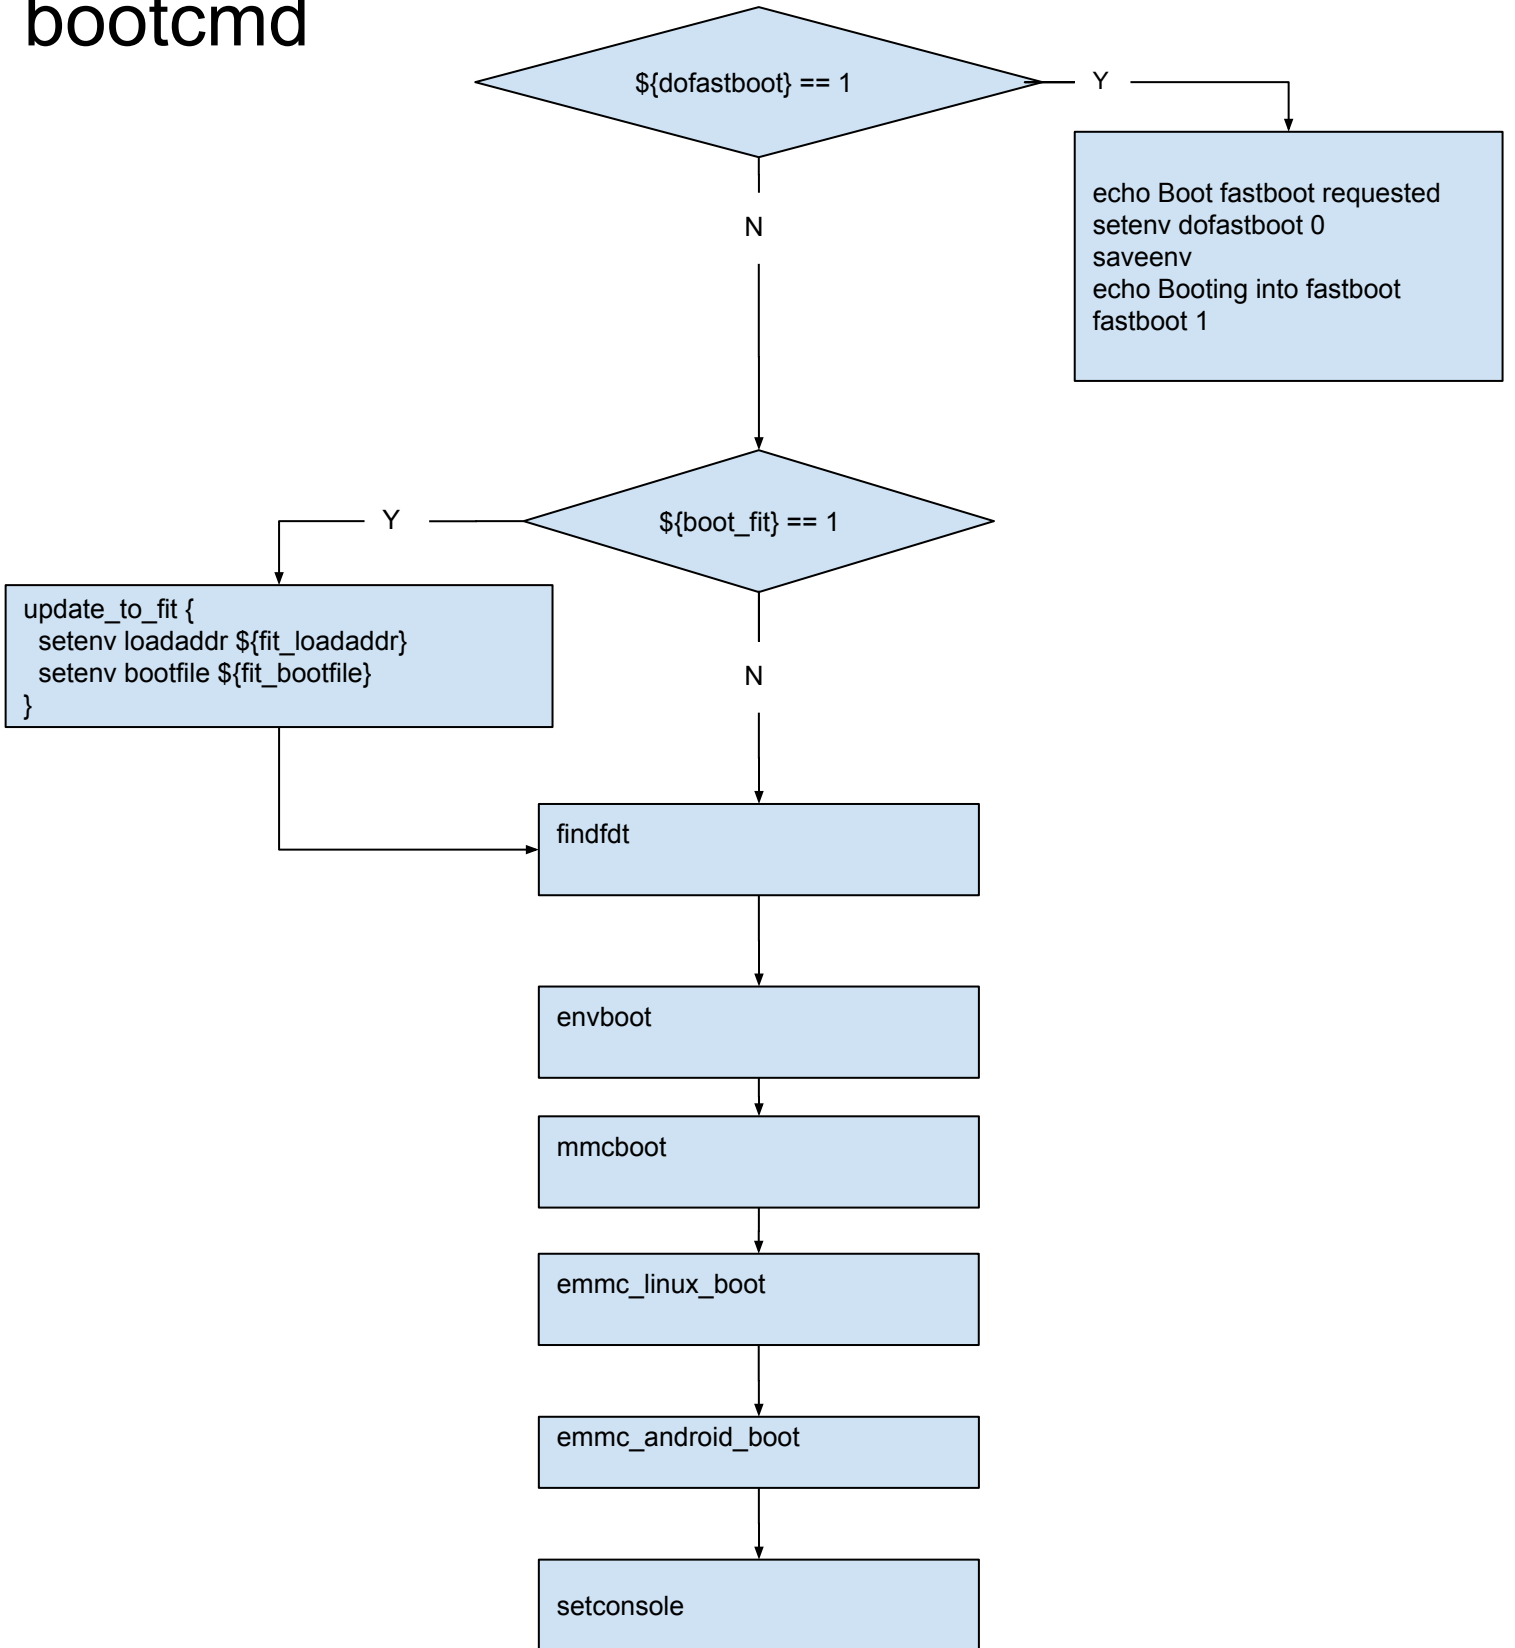 bootcmd
${dofastboot} == 1
Y
echo Boot fastboot requested
setenv dofastboot 0
saveenv
echo Booting into fastboot
fastboot 1
N
${boot_fit} == 1
Y
update_to_fit {
setenv loadaddr ${fit_loadaddr}
setenv bootfile ${fit_bootfile}
}
N
findfdt
envboot
mmcboot
emmc_linux_boot
emmc_android_boot
setconsole